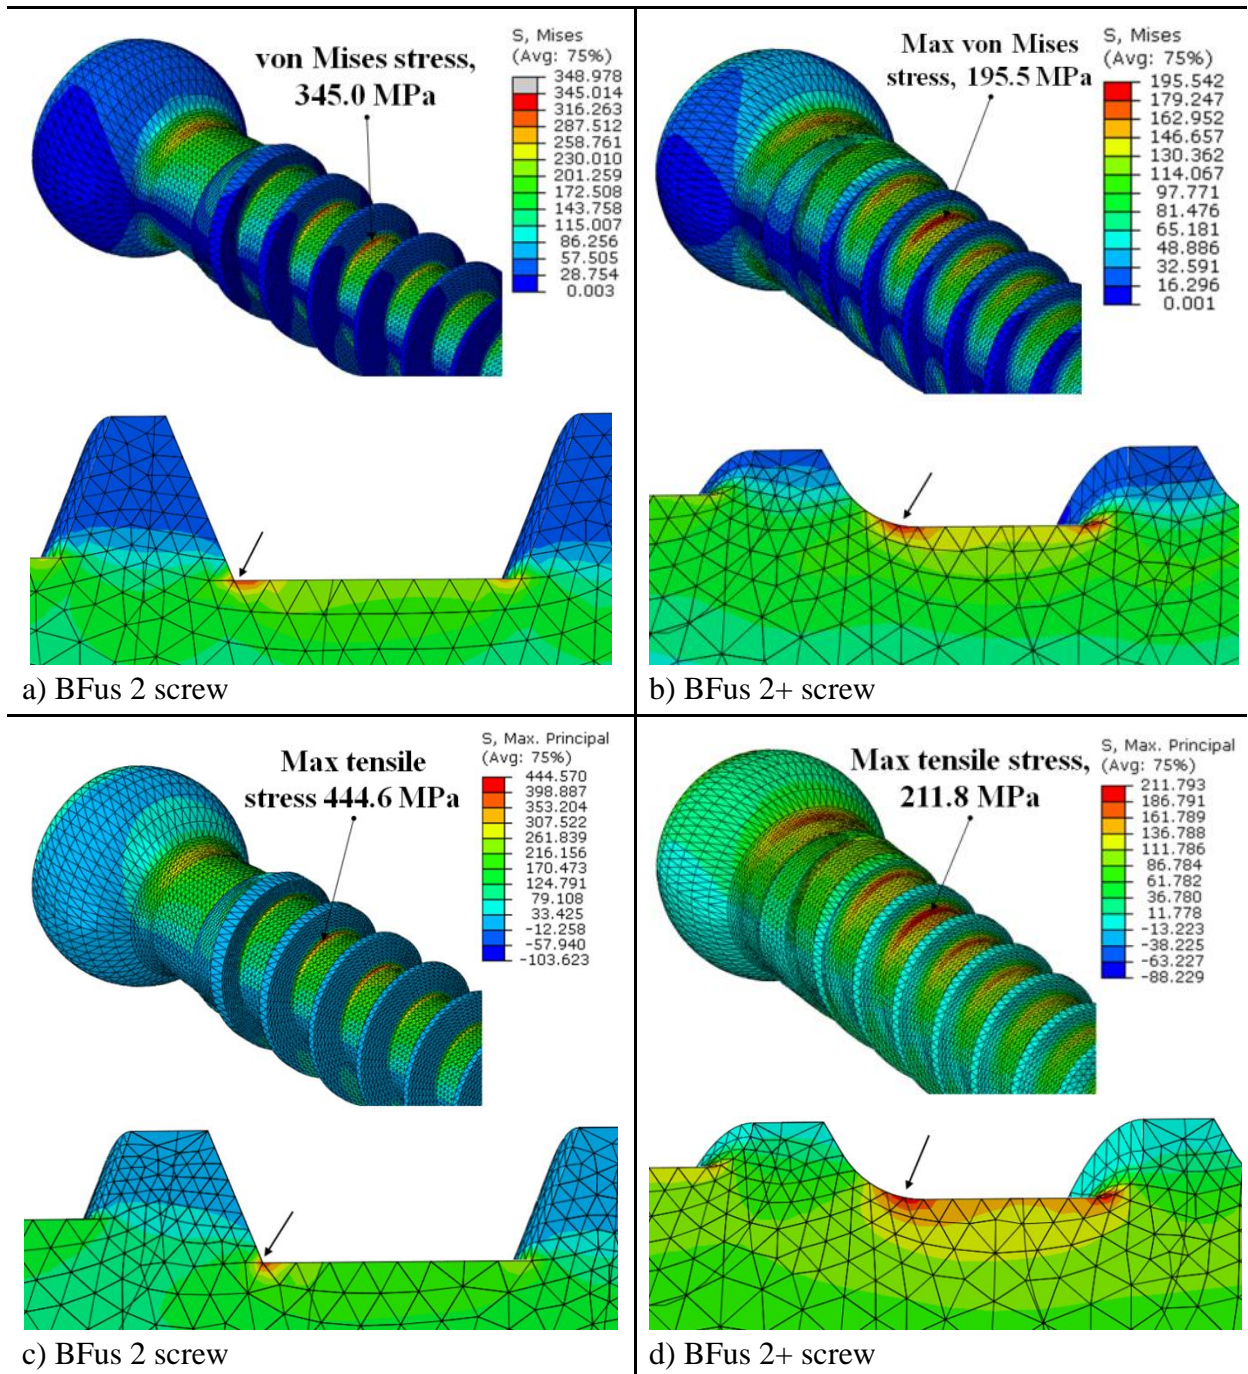 von Mises stress,
345.0 MPa
S, Mises
(Avg: 75%)
348.978
345.014
316.263
287.512
258.761
230.010
201.259
172.508
143.758
115.007
86.256
57.505
28.754
0.003
a) BFus 2 screw
Max von Mises
stress, 195.5 MPa
S, Mises
(Avg: 75%)
195.542
179.247
162.952
146.657
130.362
114.067
97.771
81.476
65.181
48.886
32.591
16.296
0.001
b) BFus 2+ screw
Max tensile
stress 444.6 MPa
S, Max. Principal
(Avg: 75%)
444.570
398.887
353.204
307.522
261.839
216.156
170.473
124.791
79.108
33.425
-12.258
-57.940
-103.623
c) BFus 2 screw
Max tensile stress,
211.8 MPa
S, Max. Principal
(Avg: 75%)
211.793
186.791
161.789
136.788
111.786
86.784
61.782
36.780
11.778
-13.223
-38.225
-63.227
-88.229
d) BFus 2+ screw